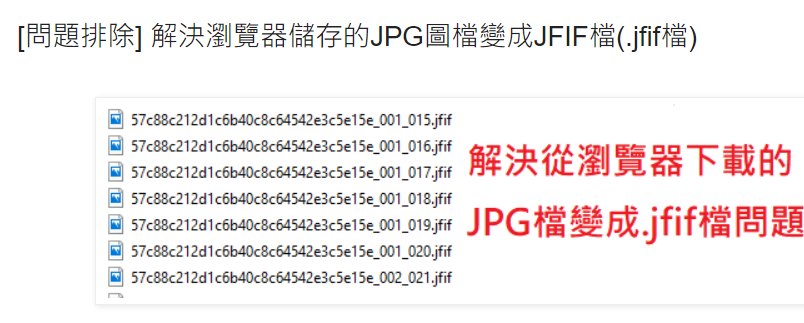 [問題排除] 解決瀏覽器儲存的JPG圖檔變成JFIF檔(.jfif檔)
57c88c212d1c6b40c8c64542e3c5e15e_001_015.jfif
57c88c212d1c6b40c8c64542e3c5e15e_001_016.jfif
57c88c212d1c6b40c8c64542e3c5e15e_001_017.jfif
57c88c212d1c6b40c8c64542e3c5e15e_001_018.jfif
57c88c212d1c6b40c8c64542e3c5e15e_001_019.jfif
57c88c212d1c6b40c8c64542e3c5e15e_001_020.jfif
57c88c212d1c6b40c8c64542e3c5e15e_002_021.jfif
解決從瀏覽器下載的
JPG檔變成.jfif檔問題